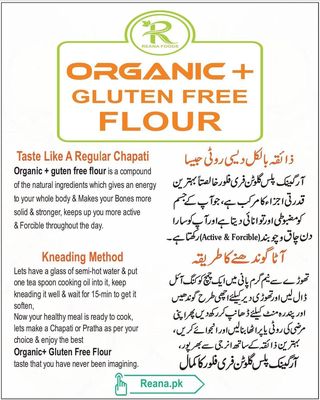 R
REANA FOODS
ORGANIC +
GLUTEN FREE
FLOUR
Taste Like A Regular Chapati
Organic + guten free flour is a compound
of the natural ingredients which gives an energy
to your whole body & Makes your Bones more
solid & stronger, keeps up you more active
& Forcible throughout the day.
ذائقہ بالکل دیسی روٹی جیسا
آرگینک پلس گلوٹن فری فلور خالصتا بہترین
قدرتی اجزاء کا مرکب ہے، جو آپ کے جسم
کو مضبوطی اور توانائی دیتا ہے اور آپ کو سارا
دن چاق و چوبند (Active & Forcible) رکھتا ہے۔
Kneading Method
Lets have a glass of semi-hot water & put
one tea spoon cooking oil into it, keep
kneading it well & wait for 15-min to get it
soften,
Now your healthy meal is ready to cook,
lets make a Chapati or Pratha as per your
choice & enjoy the best
Organic+ Gluten Free Flour
taste that you have never been imagining.
آٹا گوندھنے کا طریقہ
تھوڑے سے نیم گرم پانی میں ایک چمچ کوکنگ آئل
ڈال لیں اور تھوڑی دیر کیلئے اچھی طرح گوندھیں
اور پندرہ منٹ کیلئے ڈھانپ کر رکھ دیں پھر اپنی
مرضی کی روٹی یا پراٹھا بنالیں اور انجوائے کریں،
بہترین ذائقہ کے ساتھ انرجی سے بھرپور،
آرگینک پلس گلوٹن فری فلور کا کمال
Reana.pk